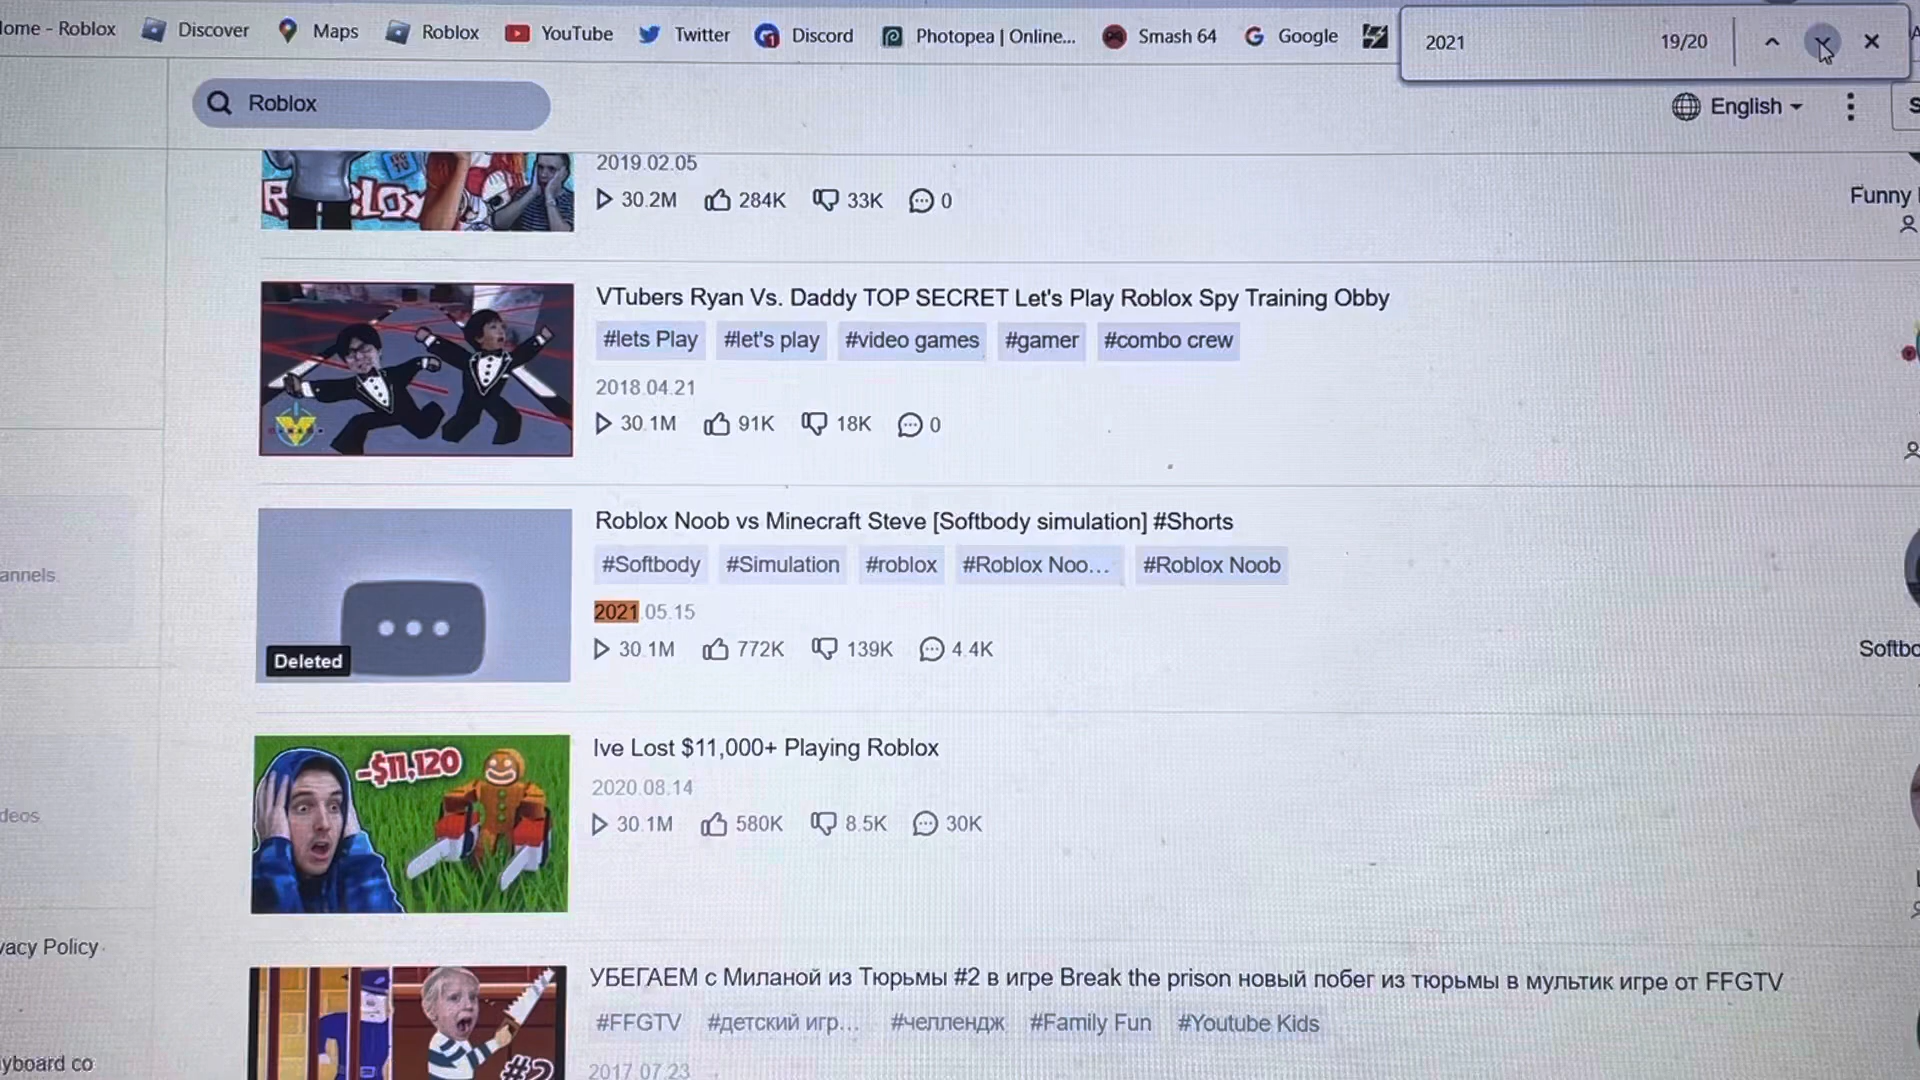 ome - Roblox Discover Maps Roblox YouTube Twitter Discord Photopea | Online... Smash 64 Google
2021 19/20
Roblox
English
2019.02.05
30.2M 284K 33K 0
Funny
VTubers Ryan Vs. Daddy TOP SECRET Let's Play Roblox Spy Training Obby
#lets Play #let's play #video games #gamer #combo crew
2018.04.21
30.1M 91K 18K 0
Roblox Noob vs Minecraft Steve [Softbody simulation] #Shorts
#Softbody #Simulation #roblox #Roblox Noo... #Roblox Noob
2021.05.15
30.1M 772K 139K 4.4K
Deleted
annels
Softbo
Ive Lost $11,000+ Playing Roblox
2020.08.14
30.1M 580K 8.5K 30K
-$11,120
deos
vacy Policy
УБЕГАЕМ с Миланой из Тюрьмы #2 в игре Break the prison новый побег из тюрьмы в мультик игре от FFGTV
#FFGTV #детский игр... #челлендж #Family Fun #Youtube Kids
#2
2017.07.23
yboard co